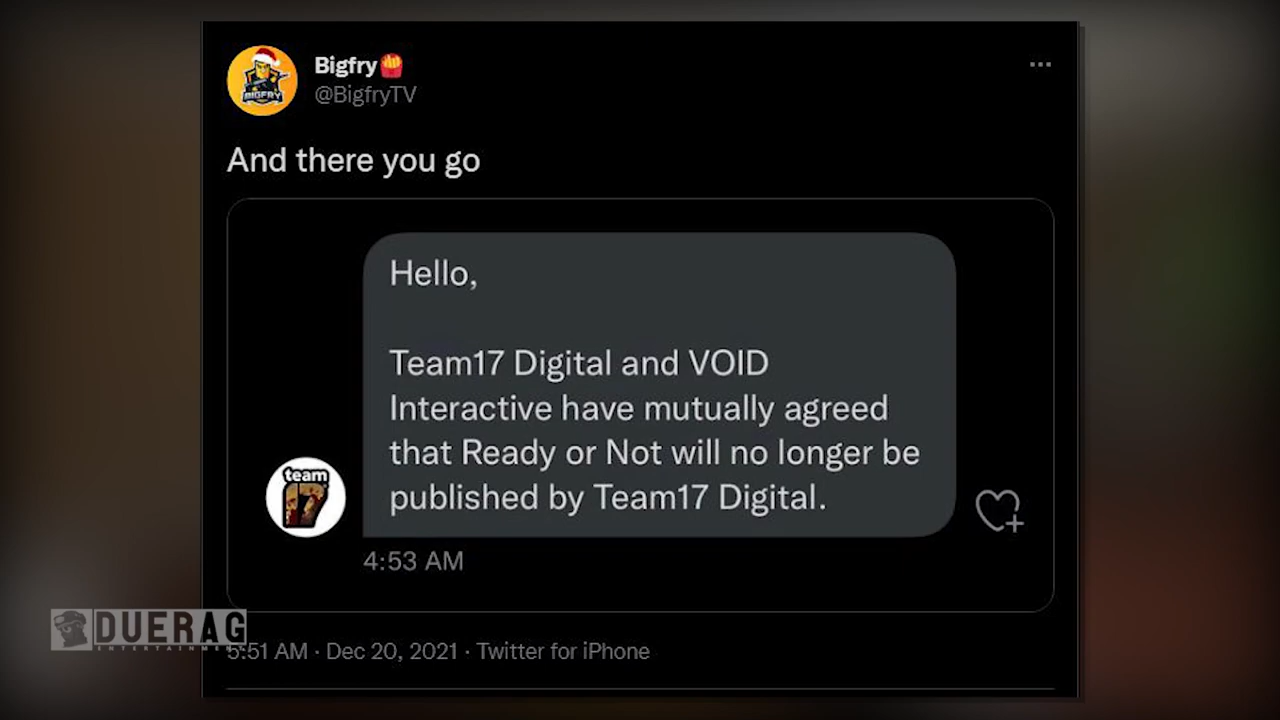 Bigfry🍟
@BigfryTV
BIGFRY
And there you go
Hello,
Team17 Digital and VOID
Interactive have mutually agreed
that Ready or Not will no longer be
published by Team17 Digital.
team
17
4:53 AM
DUERAG
ENTERTAINMENT
5:51 AM · Dec 20, 2021 · Twitter for iPhone